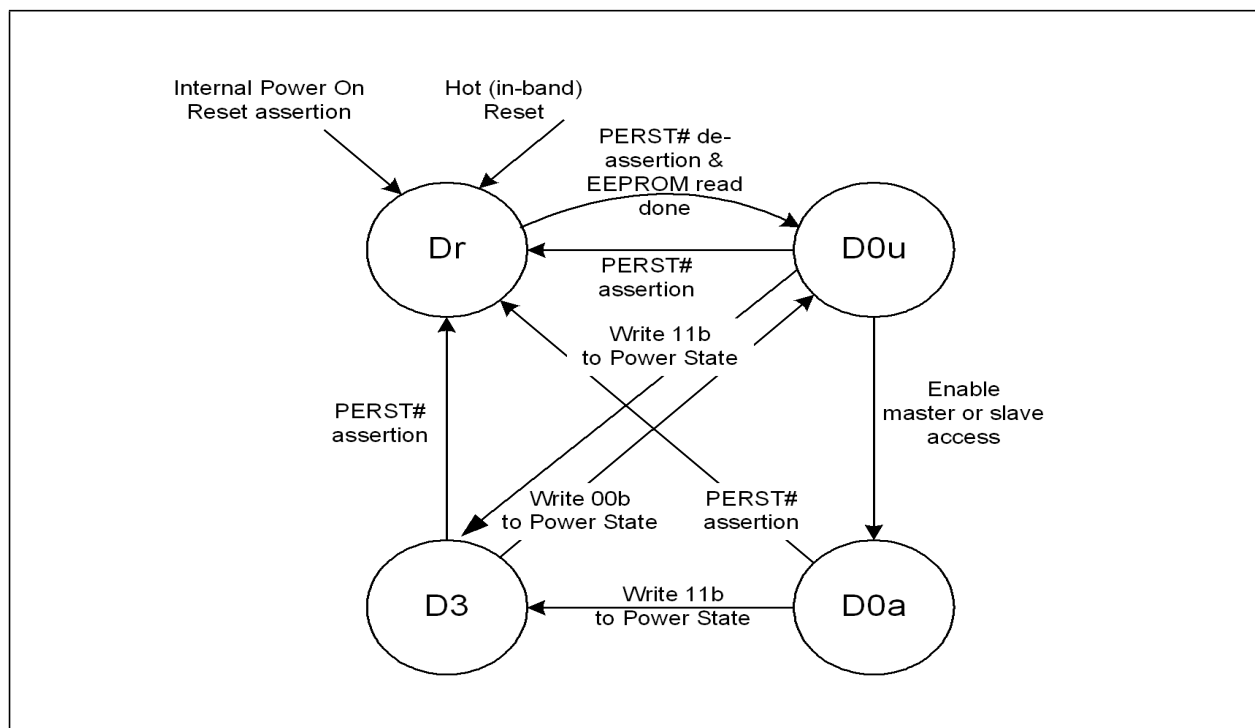 Internal Power On
Reset assertion
Hot (in-band)
Reset
PERST# de-
assertion &
EEPROM read
done
Dr
D0u
PERST#
assertion
Write 11b
to Power State
PERST#
assertion
Enable
master or slave
access
Write 00b
to Power State
PERST#
assertion
D3
Write 11b
to Power State
D0a